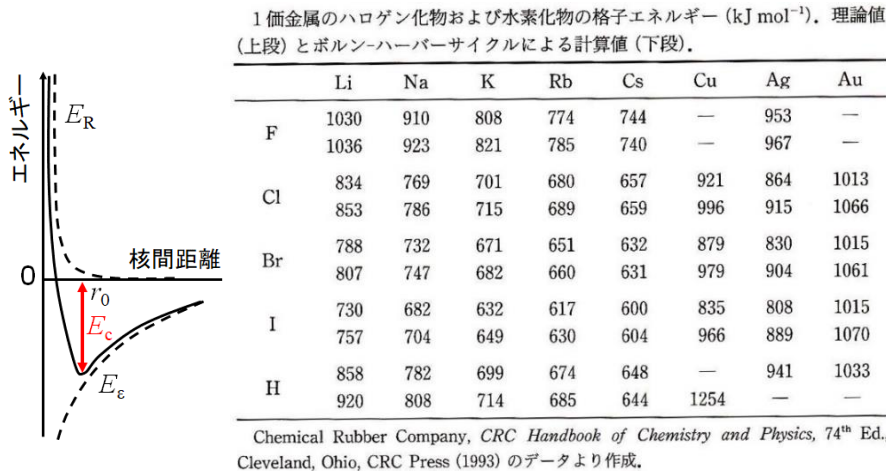 エネルギー
E_R
0
核間距離
r_0
E_c
E_ε
1価金属のハロゲン化物および水素化物の格子エネルギー (kJ mol⁻¹). 理論値
(上段) とボルン-ハーバーサイクルによる計算値 (下段).
Li Na K Rb Cs Cu Ag Au
F
1030 910 808 774 744 — 953 —
1036 923 821 785 740 — 967 —
Cl
834 769 701 680 657 921 864 1013
853 786 715 689 659 996 915 1066
Br
788 732 671 651 632 879 830 1015
807 747 682 660 631 979 904 1061
I
730 682 632 617 600 835 808 1015
757 704 649 630 604 966 889 1070
H
858 782 699 674 648 — 941 1033
920 808 714 685 644 1254 — —
Chemical Rubber Company, CRC Handbook of Chemistry and Physics, 74th Ed.,
Cleveland, Ohio, CRC Press (1993) のデータより作成.